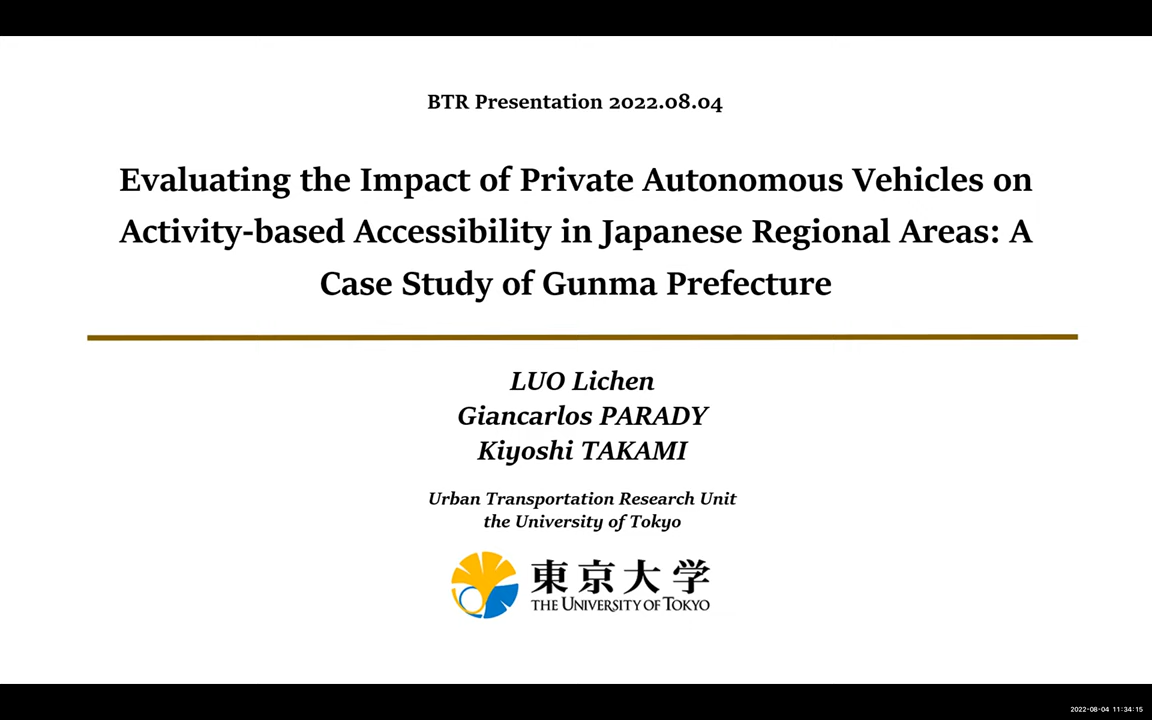 BTR Presentation 2022.08.04
Evaluating the Impact of Private Autonomous Vehicles on
Activity-based Accessibility in Japanese Regional Areas: A
Case Study of Gunma Prefecture
LUO Lichen
Giancarlos PARADY
Kiyoshi TAKAMI
Urban Transportation Research Unit
the University of Tokyo
東京大学
THE UNIVERSITY OF TOKYO
2022-08-04 11:34:15